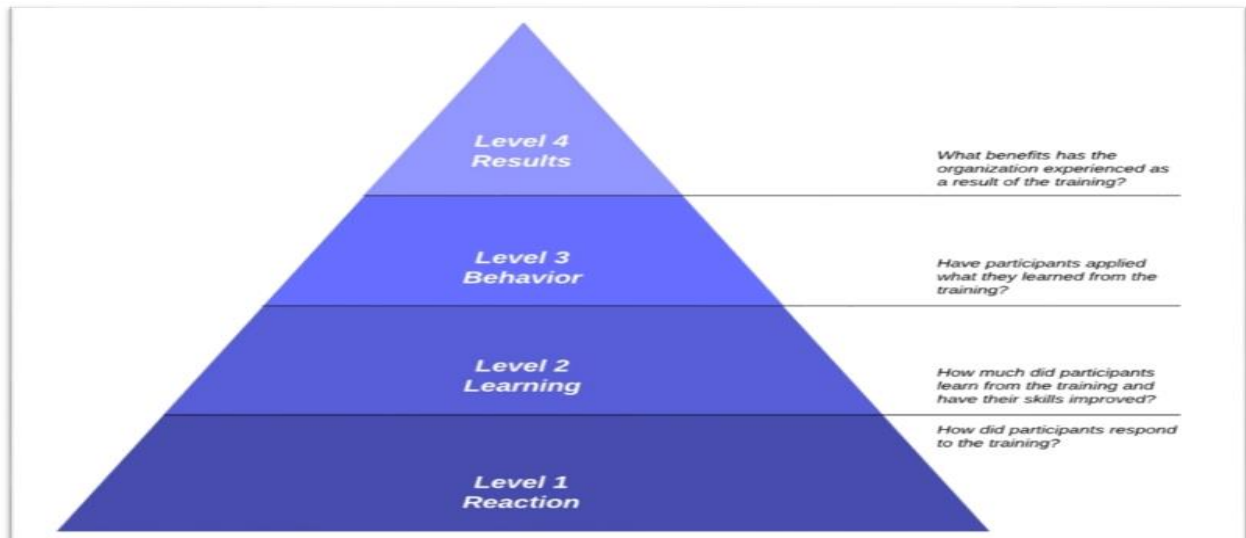 Level 4
Results
What benefits has the
organization experienced as
a result of the training?
Level 3
Behavior
Have participants applied
what they learned from the
training?
Level 2
Learning
How much did participants
learn from the training and
have their skills improved?
How did participants respond
to the training?
Level 1
Reaction